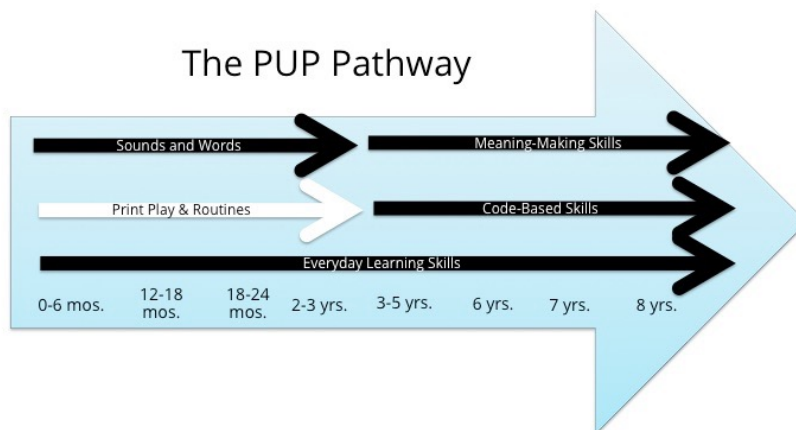 The PUP Pathway
Sounds and Words
Meaning-Making Skills
Print Play & Routines
Code-Based Skills
Everyday Learning Skills
0-6 mos.
12-18
mos.
18-24
mos.
2-3 yrs.
3-5 yrs.
6 yrs.
7 yrs.
8 yrs.